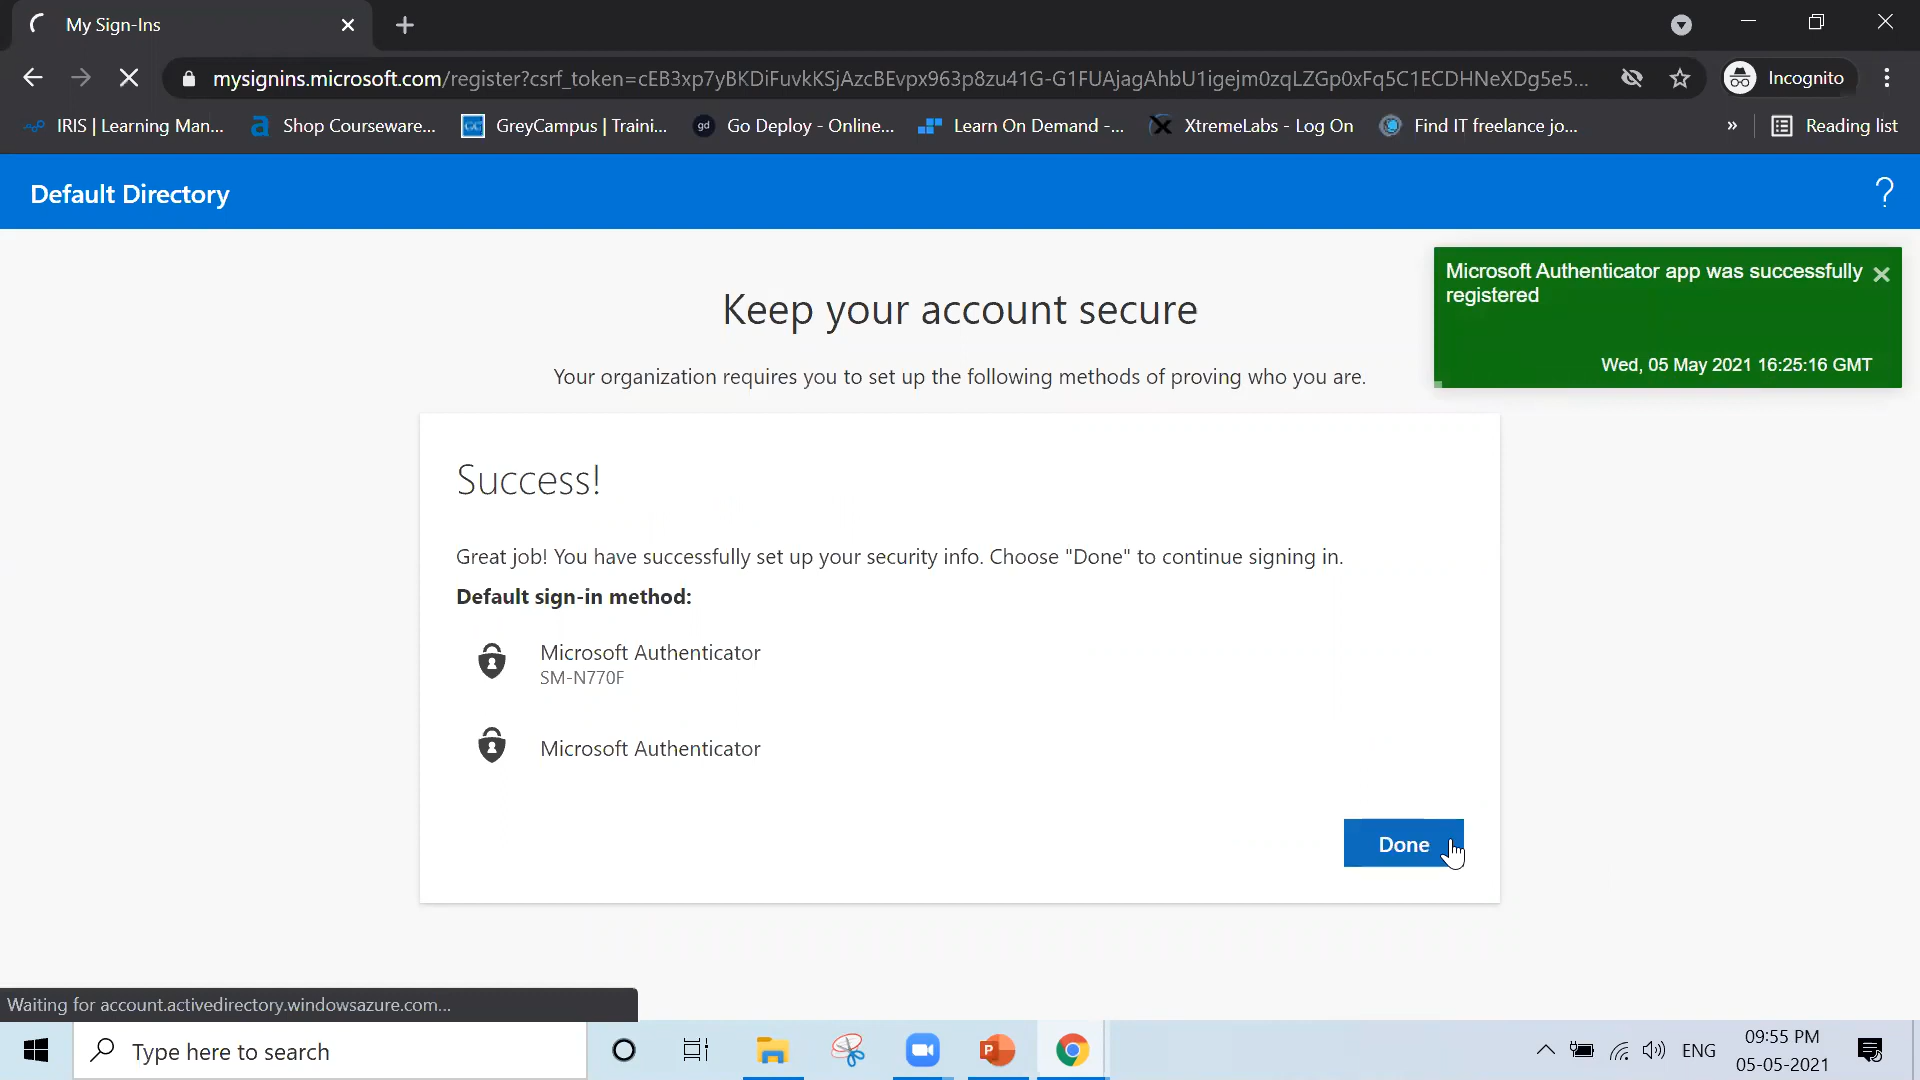 My Sign-Ins
mysignins.microsoft.com/register?csrf_token=cEB3xp7yBKDiFuvkKSjAzcBEvpx963p8zu41G-G1FUAjagAhbU1igejm0zqLZGp0xFq5C1ECDHNeXDg5e5...
Incognito
IRIS | Learning Man...
Shop Courseware...
GreyCampus | Traini...
gd
Go Deploy - Online...
Learn On Demand -...
XtremeLabs - Log On
Find IT freelance jo...
»
Reading list
Default Directory
?
Microsoft Authenticator app was successfully
registered
Wed, 05 May 2021 16:25:16 GMT
Keep your account secure
Your organization requires you to set up the following methods of proving who you are.
Success!
Great job! You have successfully set up your security info. Choose "Done" to continue signing in.
Default sign-in method:
Microsoft Authenticator
SM-N770F
Microsoft Authenticator
Done
Waiting for account.activedirectory.windowsazure.com...
Type here to search
P
ENG
09:55 PM
05-05-2021